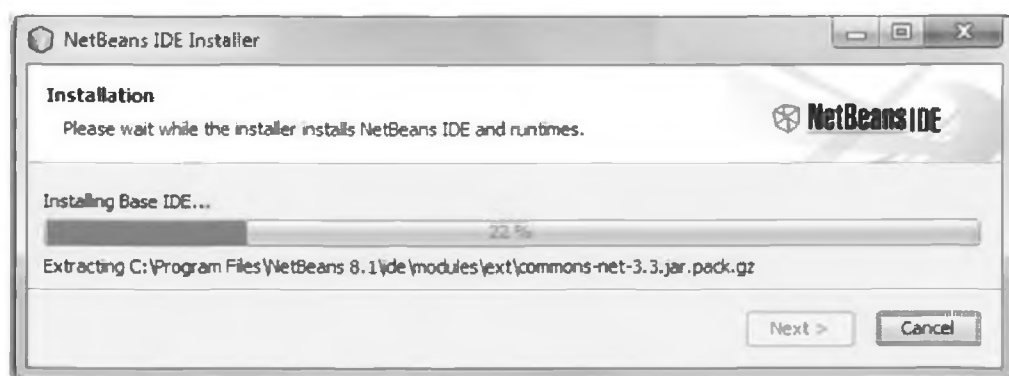 NetBeans IDE Installer
Installation
Please wait while the installer installs NetBeans IDE and runtimes.
NetBeans IDE
Installing Base IDE...
22 %
Extracting C:\Program Files\NetBeans 8.1\ide\modules\ext\commons-net-3.3.jar.pack.gz
Next >
Cancel